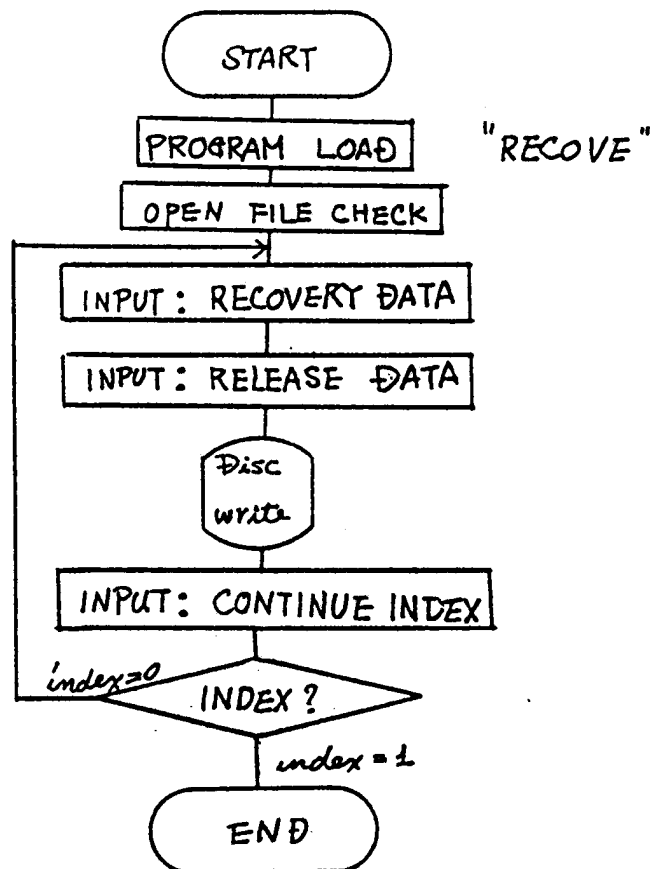 START
PROGRAM LOAD
"RECOVE"
OPEN FILE CHECK
INPUT: RECOVERY DATA
INPUT: RELEASE DATA
Disc
write
INPUT: CONTINUE INDEX
index=0
INDEX?
index=1
END